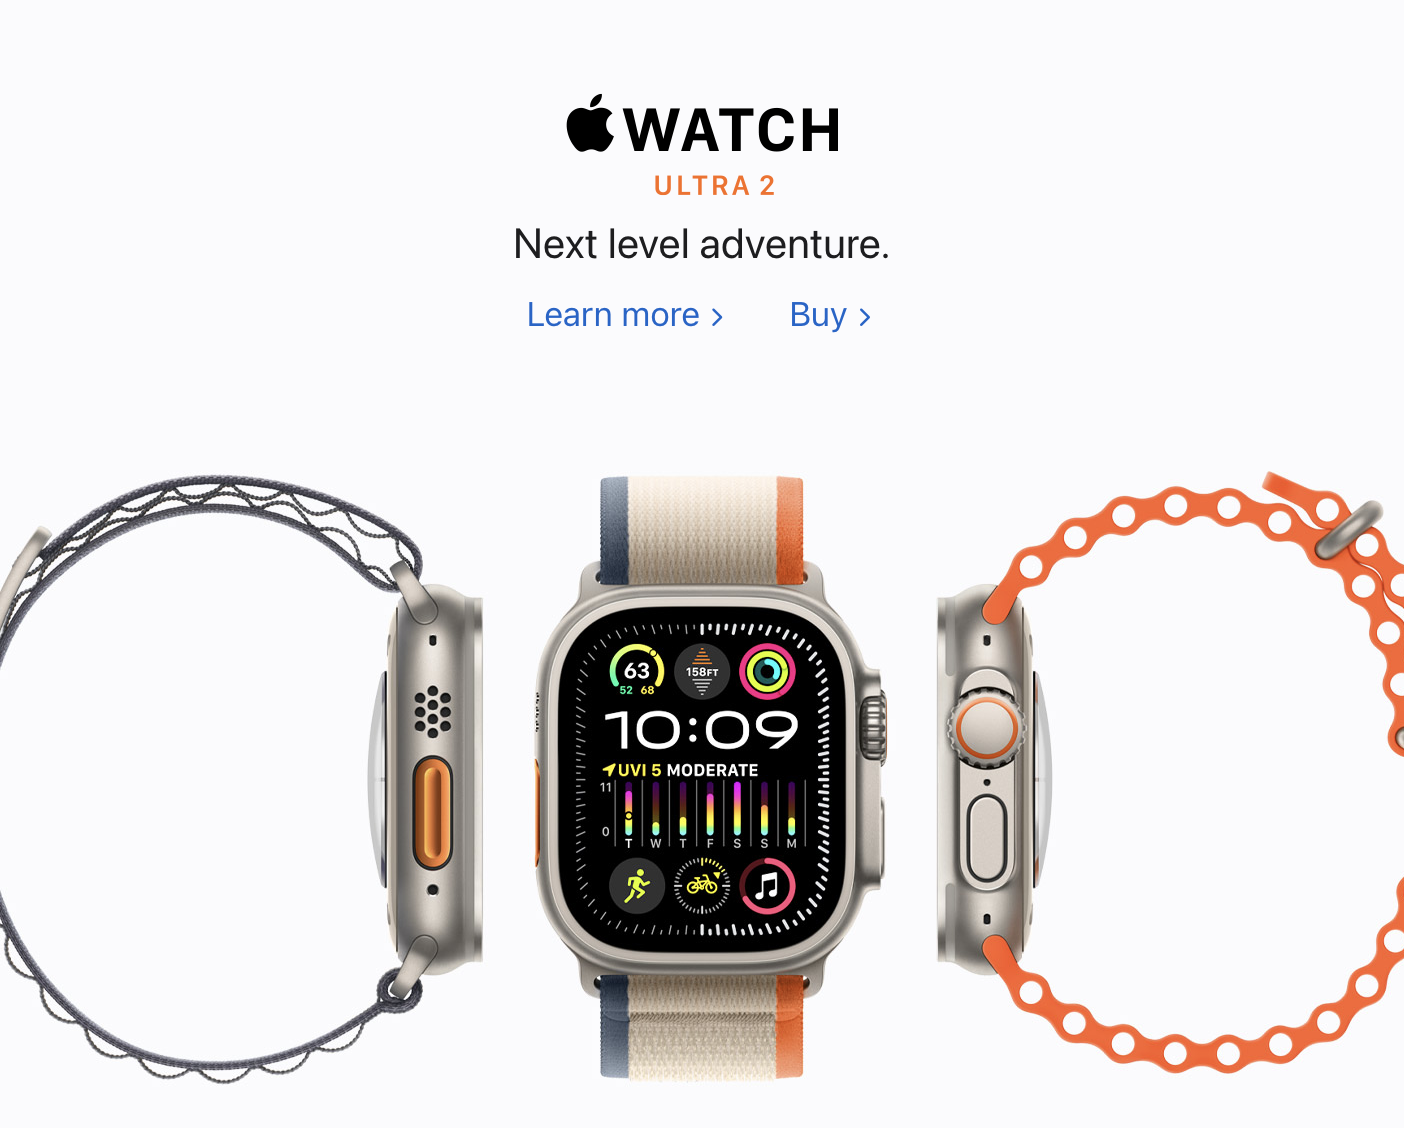 WATCH
ULTRA 2
Next level adventure.
Learn more >
Buy >
63
52 68
158FT
10:09
UVI 5 MODERATE
11
0
T W T F S S M